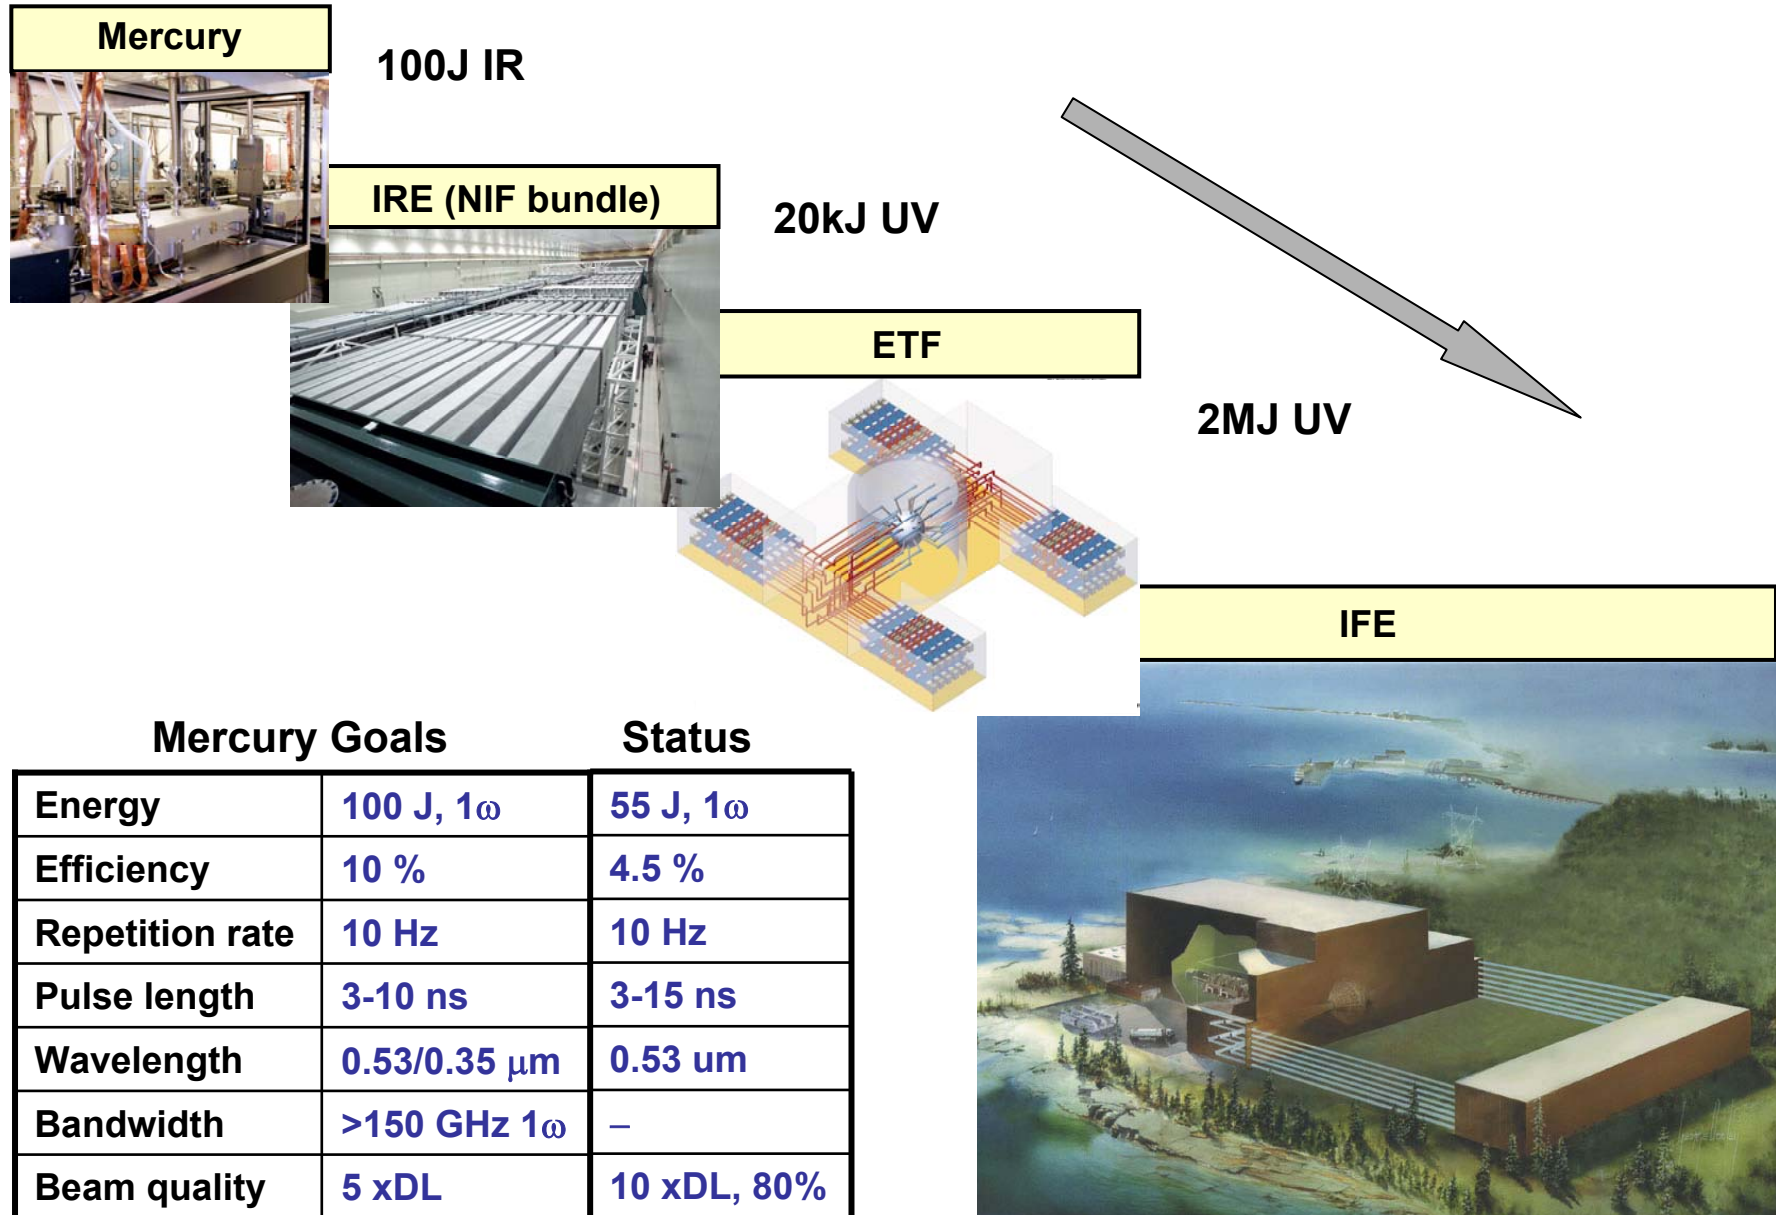 Mercury
100J IR
IRE (NIF bundle)
20kJ UV
ETF
2MJ UV
IFE
Mercury Goals Status
Energy 100 J, 1ω 55 J, 1ω
Efficiency 10 % 4.5 %
Repetition rate 10 Hz 10 Hz
Pulse length 3-10 ns 3-15 ns
Wavelength 0.53/0.35 μm 0.53 um
Bandwidth >150 GHz 1ω –
Beam quality 5 xDL 10 xDL, 80%